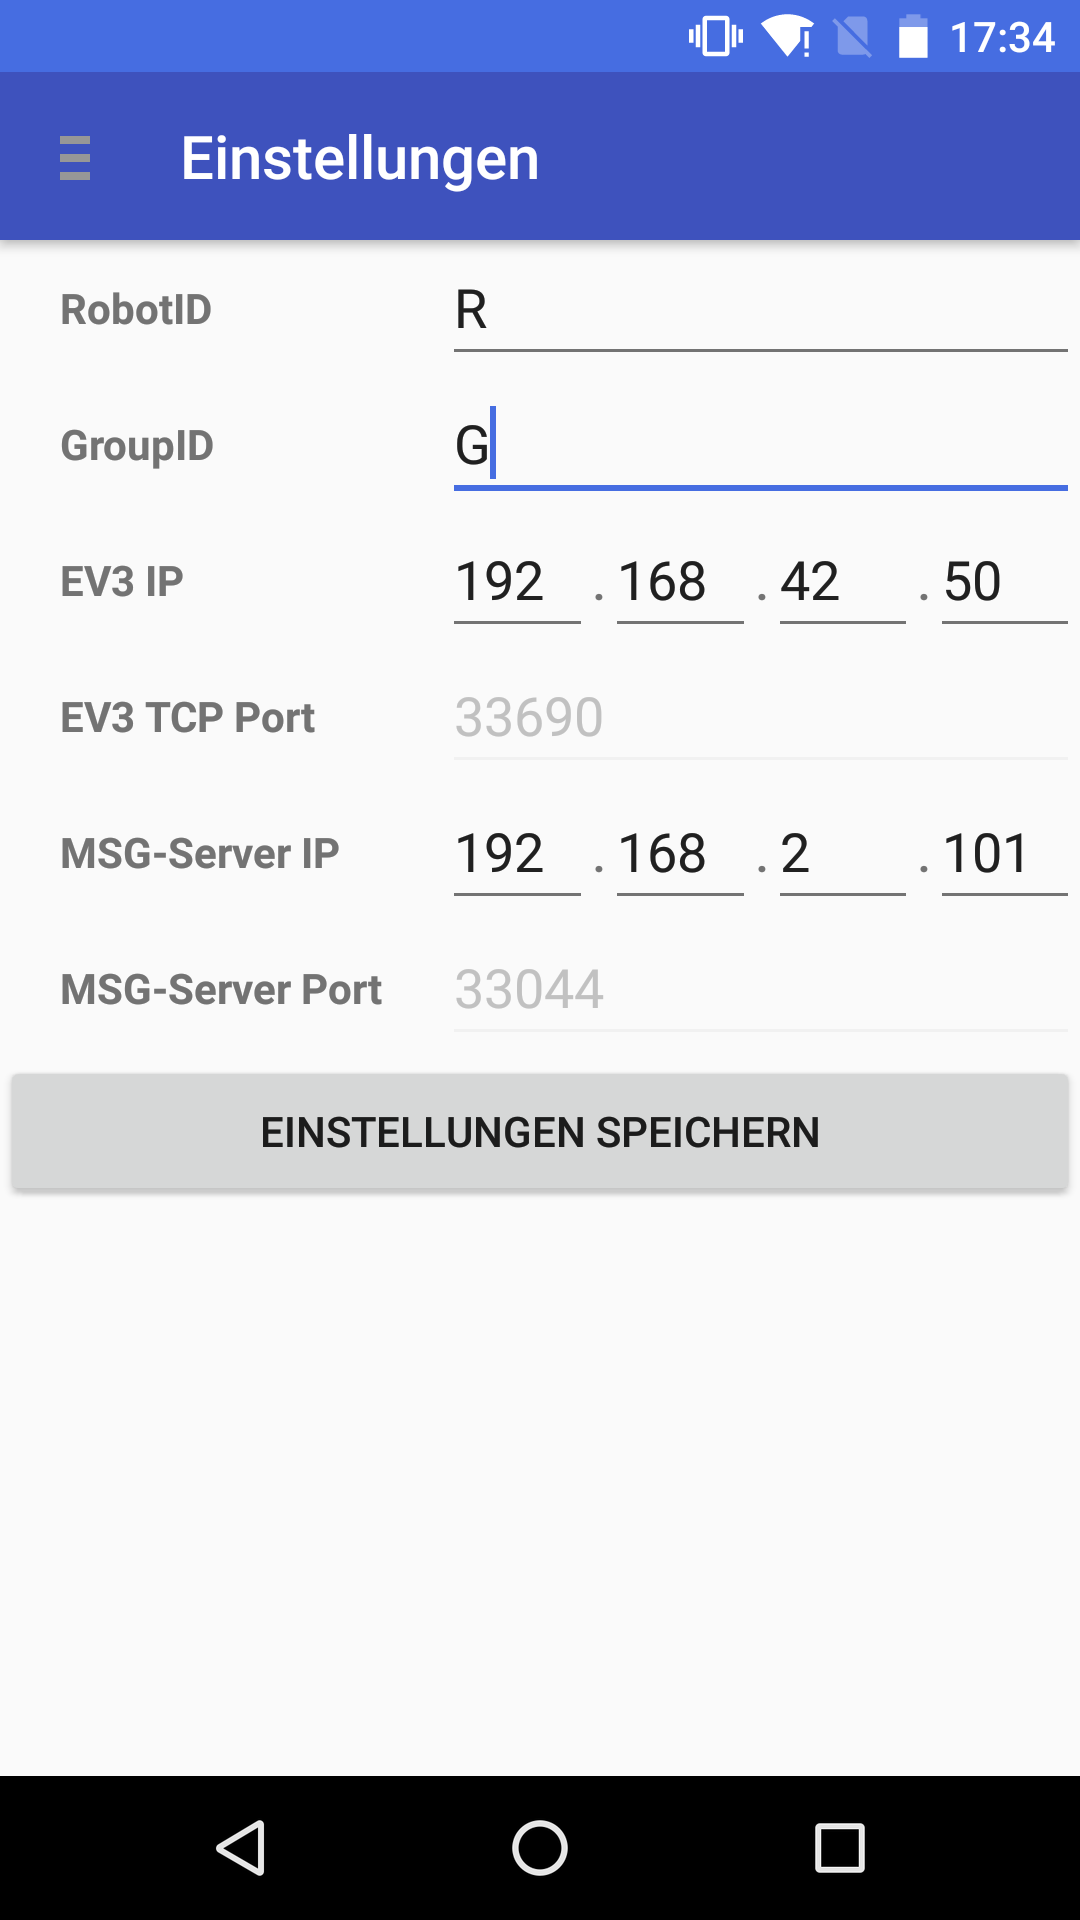 17:34
Einstellungen
RobotID R
GroupID G
EV3 IP 192 . 168 . 42 . 50
EV3 TCP Port 33690
MSG-Server IP 192 . 168 . 2 . 101
MSG-Server Port 33044
EINSTELLUNGEN SPEICHERN